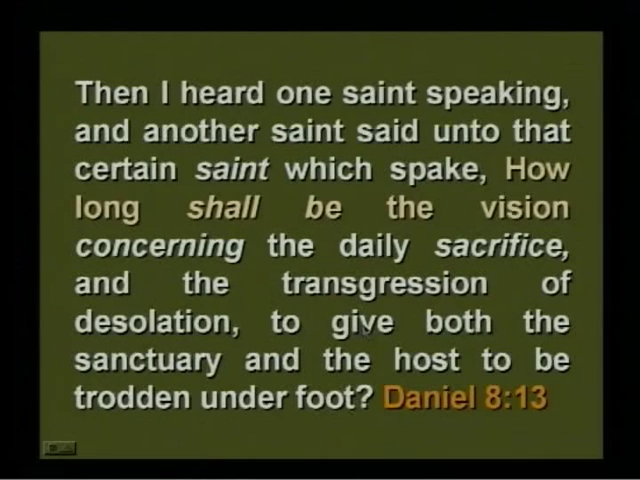 Then I heard one saint speaking,
and another saint said unto that
certain saint which spake, How
long shall be the vision
concerning the daily sacrifice,
and the transgression of
desolation, to give both the
sanctuary and the host to be
trodden under foot? Daniel 8:13